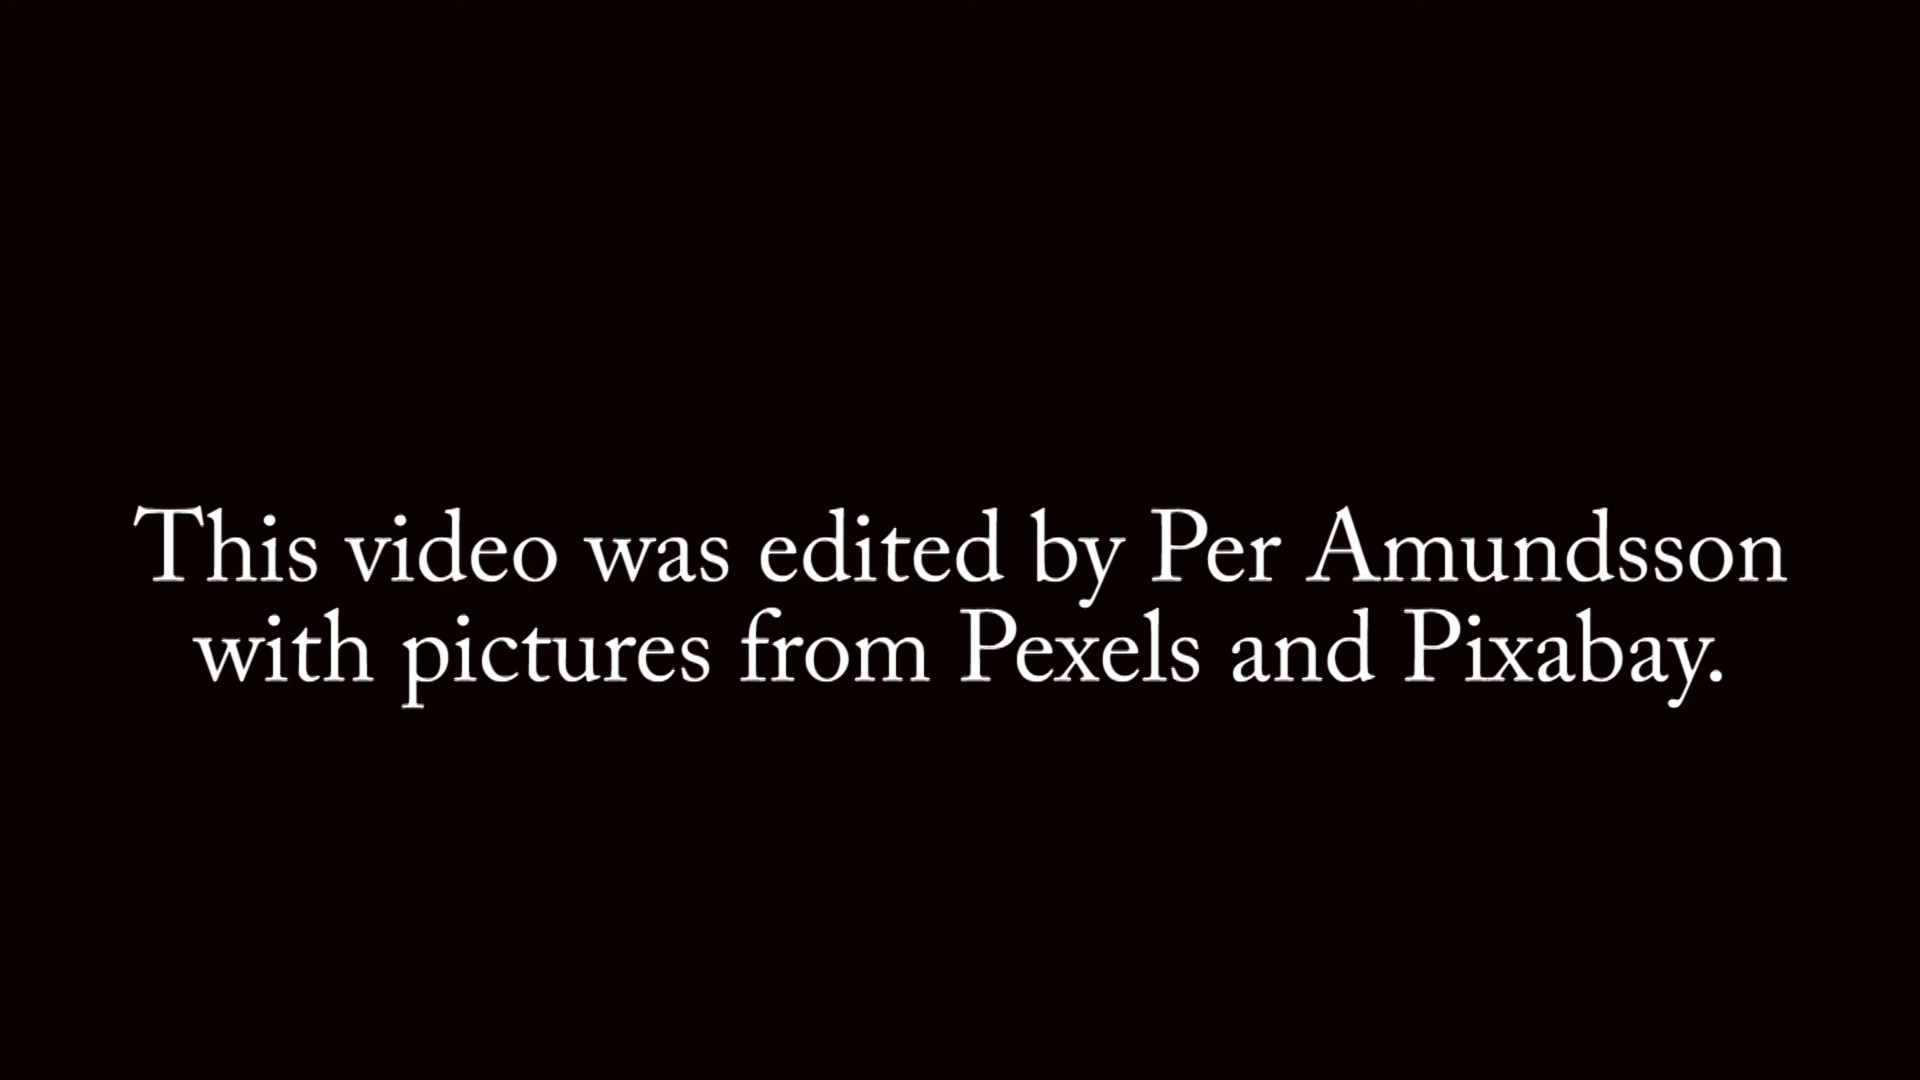 This video was edited by Per Amundsson
with pictures from Pexels and Pixabay.